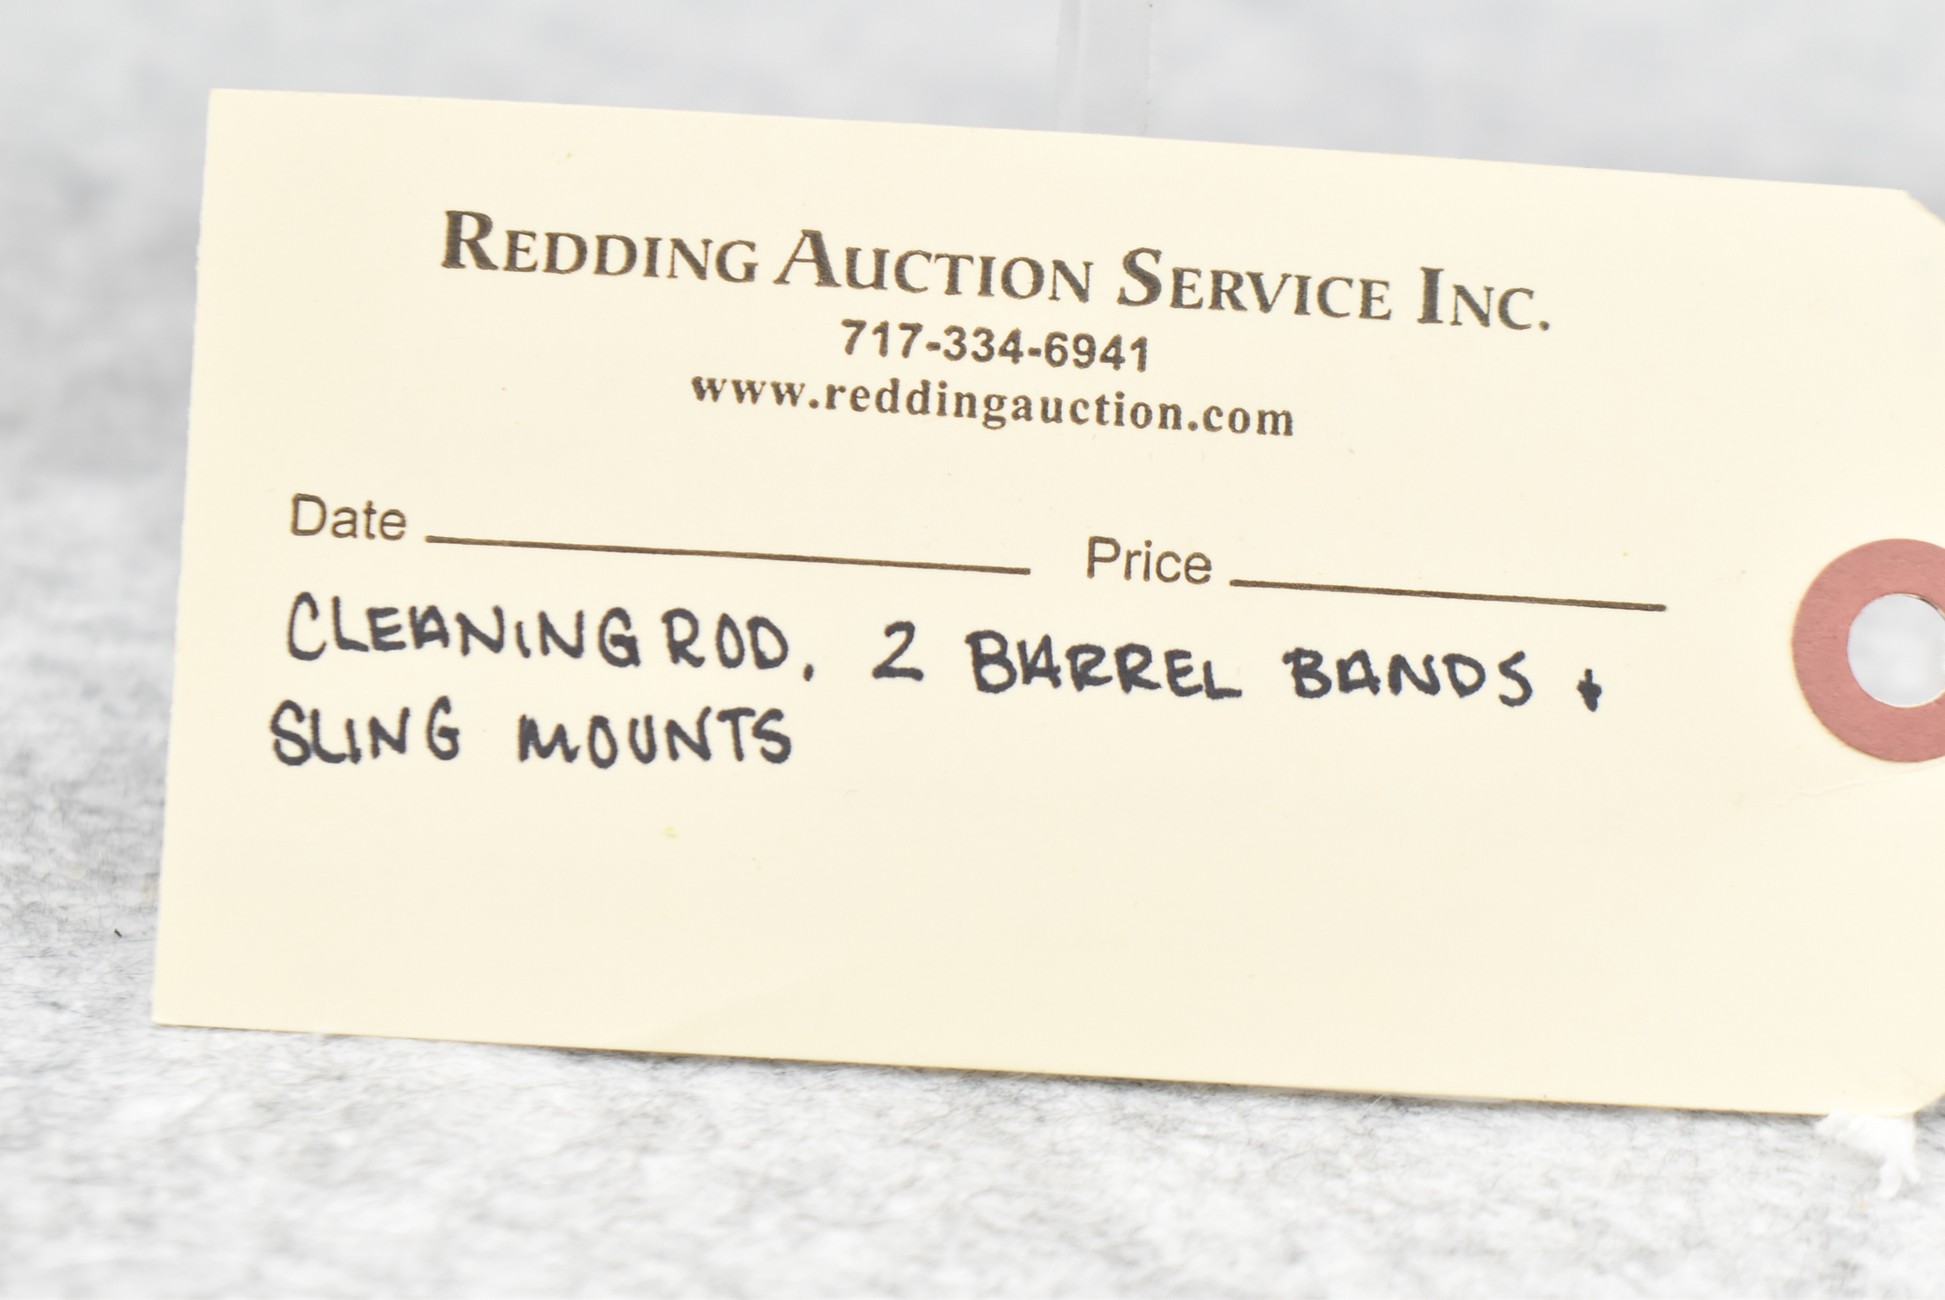 REDDING AUCTION SERVICE INC.
717-334-6941
www.reddingauction.com
Date Price
CLEANING ROD, 2 BARREL BANDS +
SLING MOUNTS